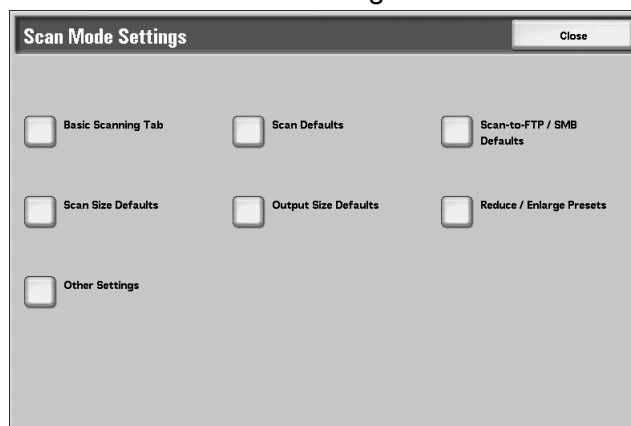 Scan Mode Settings
Close
Basic Scanning Tab
Scan Defaults
Scan-to-FTP / SMB
Defaults
Scan Size Defaults
Output Size Defaults
Reduce / Enlarge Presets
Other Settings